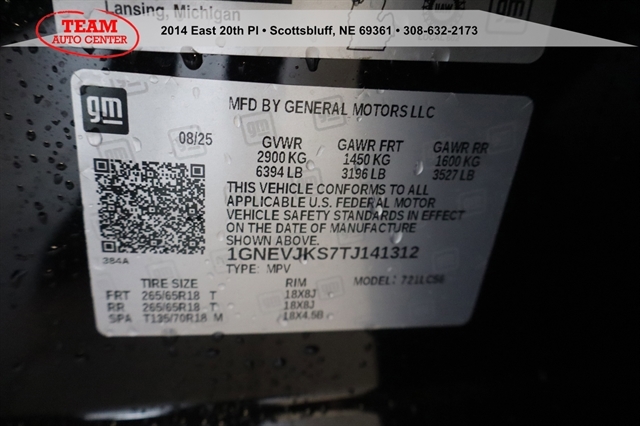 Lansing, Michigan
TEAM
AUTO CENTER
2014 East 20th Pl • Scottsbluff, NE 69361 • 308-632-2173
gm
gm
MFD BY GENERAL MOTORS LLC
08/25 GVWR GAWR FRT GAWR RR
2900 KG 1450 KG 1600 KG
6394 LB 3196 LB 3527 LB
THIS VEHICLE CONFORMS TO ALL
APPLICABLE U.S. FEDERAL MOTOR
VEHICLE SAFETY STANDARDS IN EFFECT
ON THE DATE OF MANUFACTURE
SHOWN ABOVE.
384A
1GNEVJKS7TJ141312
TYPE: MPV MODEL:
TIRE SIZE RIM
FRT 265/65R18 T 18X8J
RR 265/65R18 T 18X8J
SPA T135/70R18 M 18X4.5B